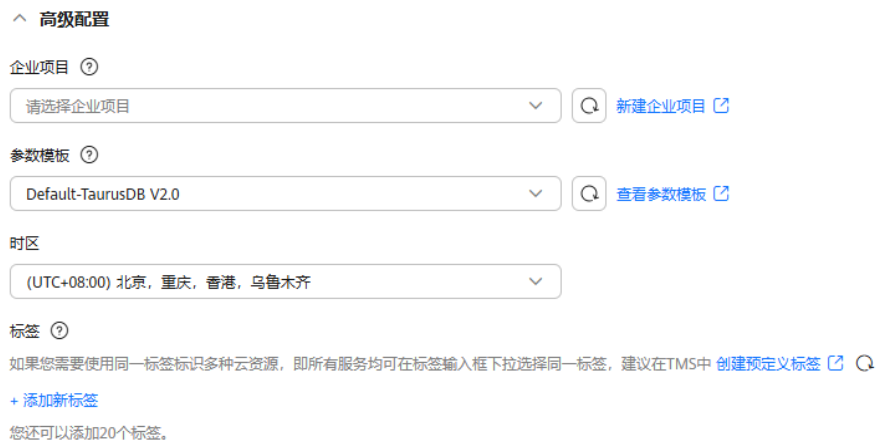 高级配置
企业项目
请选择企业项目
新建企业项目
参数模板
Default-TaurusDB V2.0
查看参数模板
时区
(UTC+08:00) 北京，重庆，香港，乌鲁木齐
标签
如果您需要使用同一标签标识多种云资源，即所有服务均可在标签输入框下拉选择同一标签，建议在TMS中 创建预定义标签
+ 添加新标签
您还可以添加20个标签。